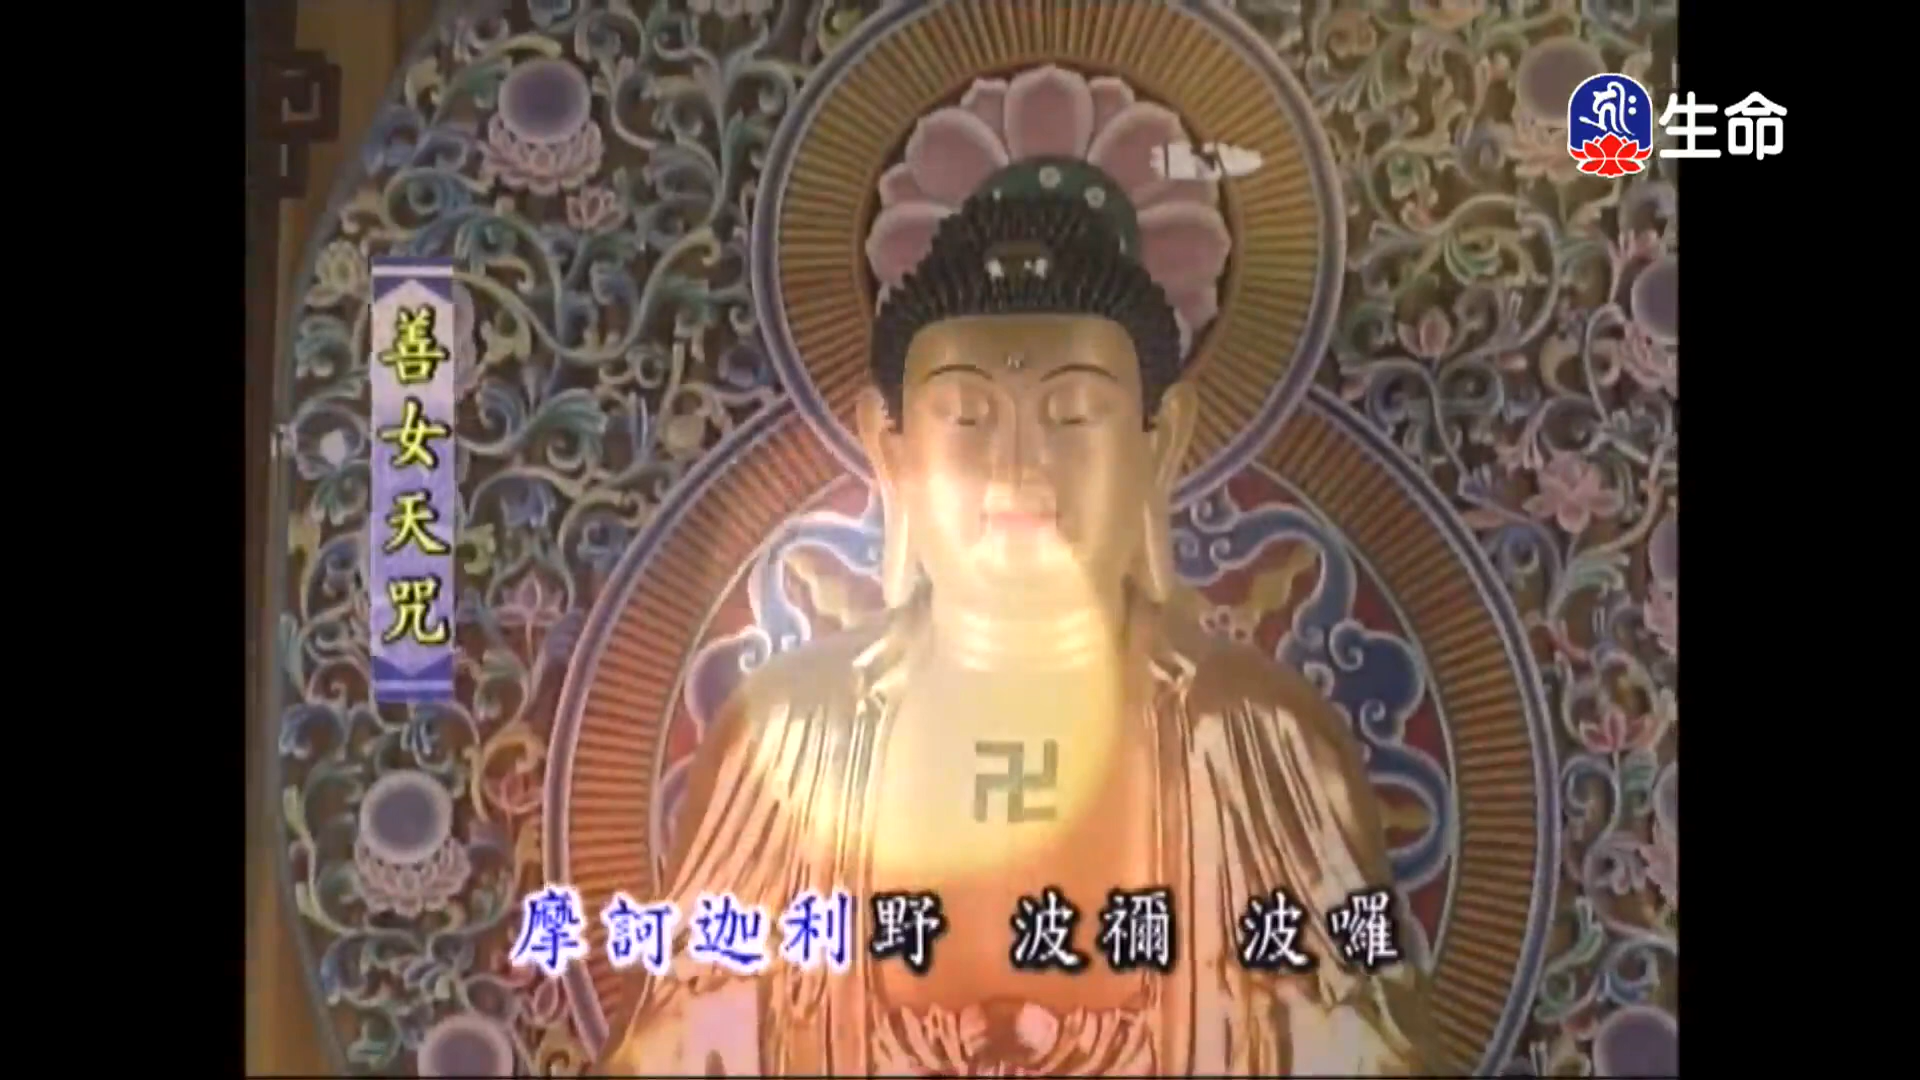 生命
善女天咒
摩訶迦利野 波禰 波囉